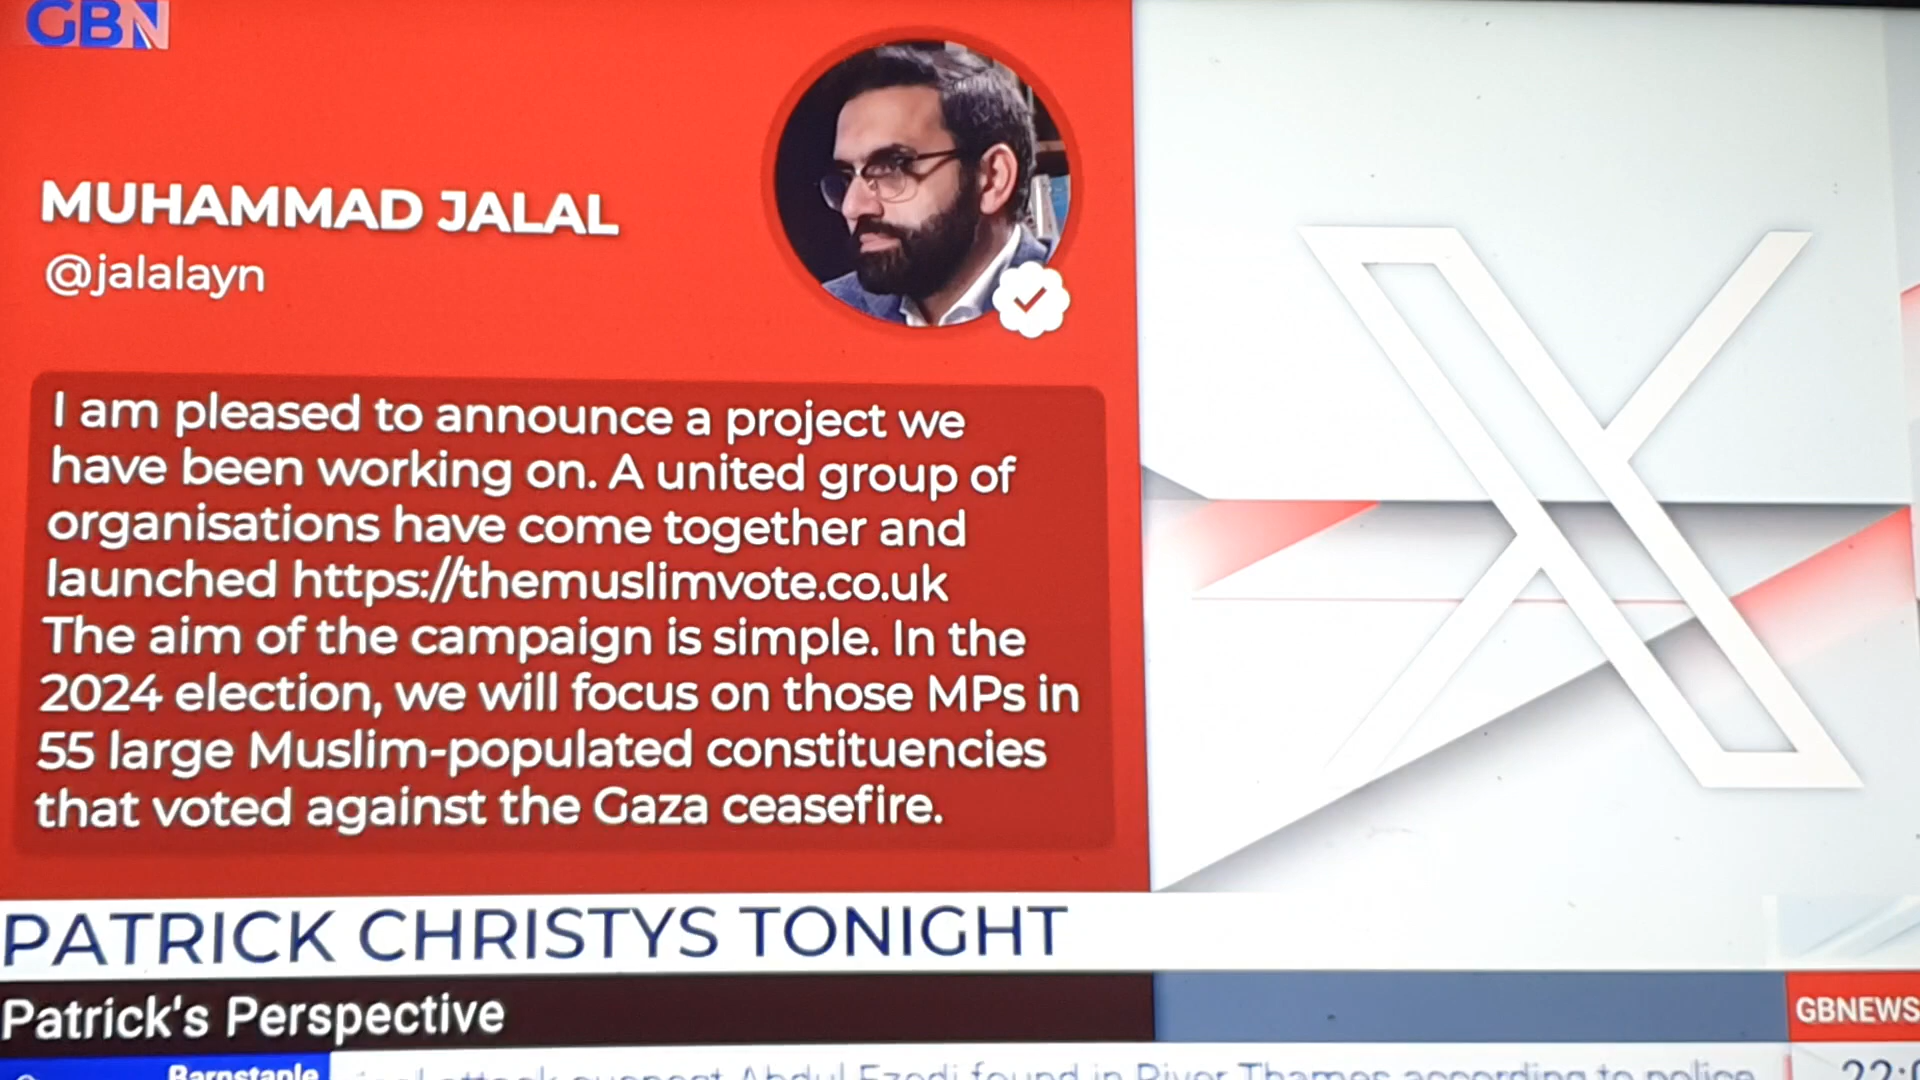 GBN
MUHAMMAD JALAL
@jalalayn
I am pleased to announce a project we
have been working on. A united group of
organisations have come together and
launched https://themuslimvote.co.uk
The aim of the campaign is simple. In the
2024 election, we will focus on those MPs in
55 large Muslim-populated constituencies
that voted against the Gaza ceasefire.
X
PATRICK CHRISTYS TONIGHT
Patrick's Perspective
GBNEWS
Barnstaple
attack suspect Abdul Ezedi found in River Thames according to police